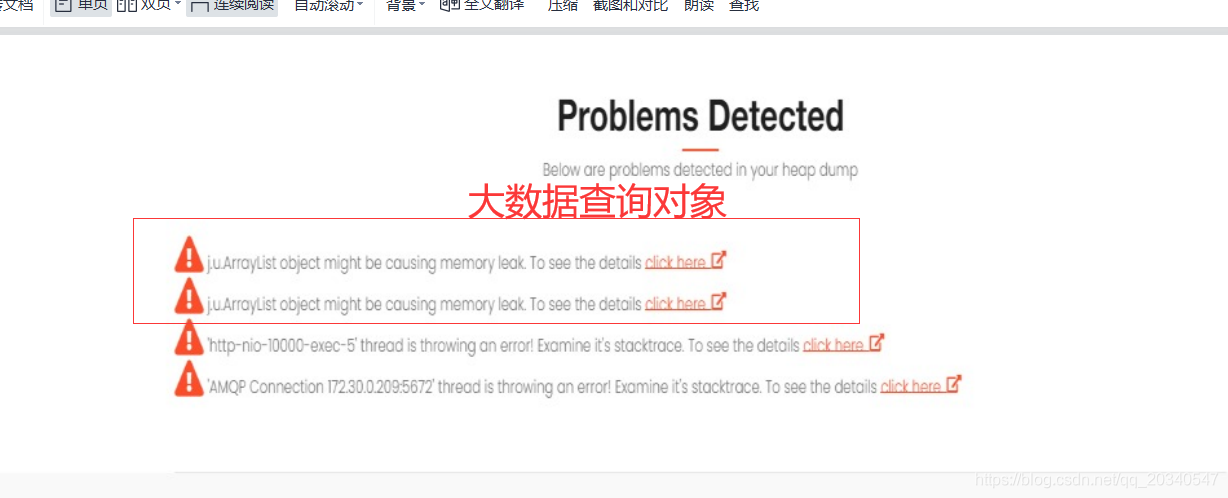 文档 单页 双页 连续阅读 自动滚动 背景 全文翻译 压缩 截图和对比 朗读 查找
Problems Detected
Below are problems detected in your heap dump
大数据查询对象
j.u.ArrayList object might be causing memory leak. To see the details click here
j.u.ArrayList object might be causing memory leak. To see the details click here
'http-nio-10000-exec-5' thread is throwing an error! Examine it's stacktrace. To see the details click here
'AMQP Connection 172.30.0.209:5672' thread is throwing an error! Examine it's stacktrace. To see the details click here
https://blog.csdn.net/qq_20340547